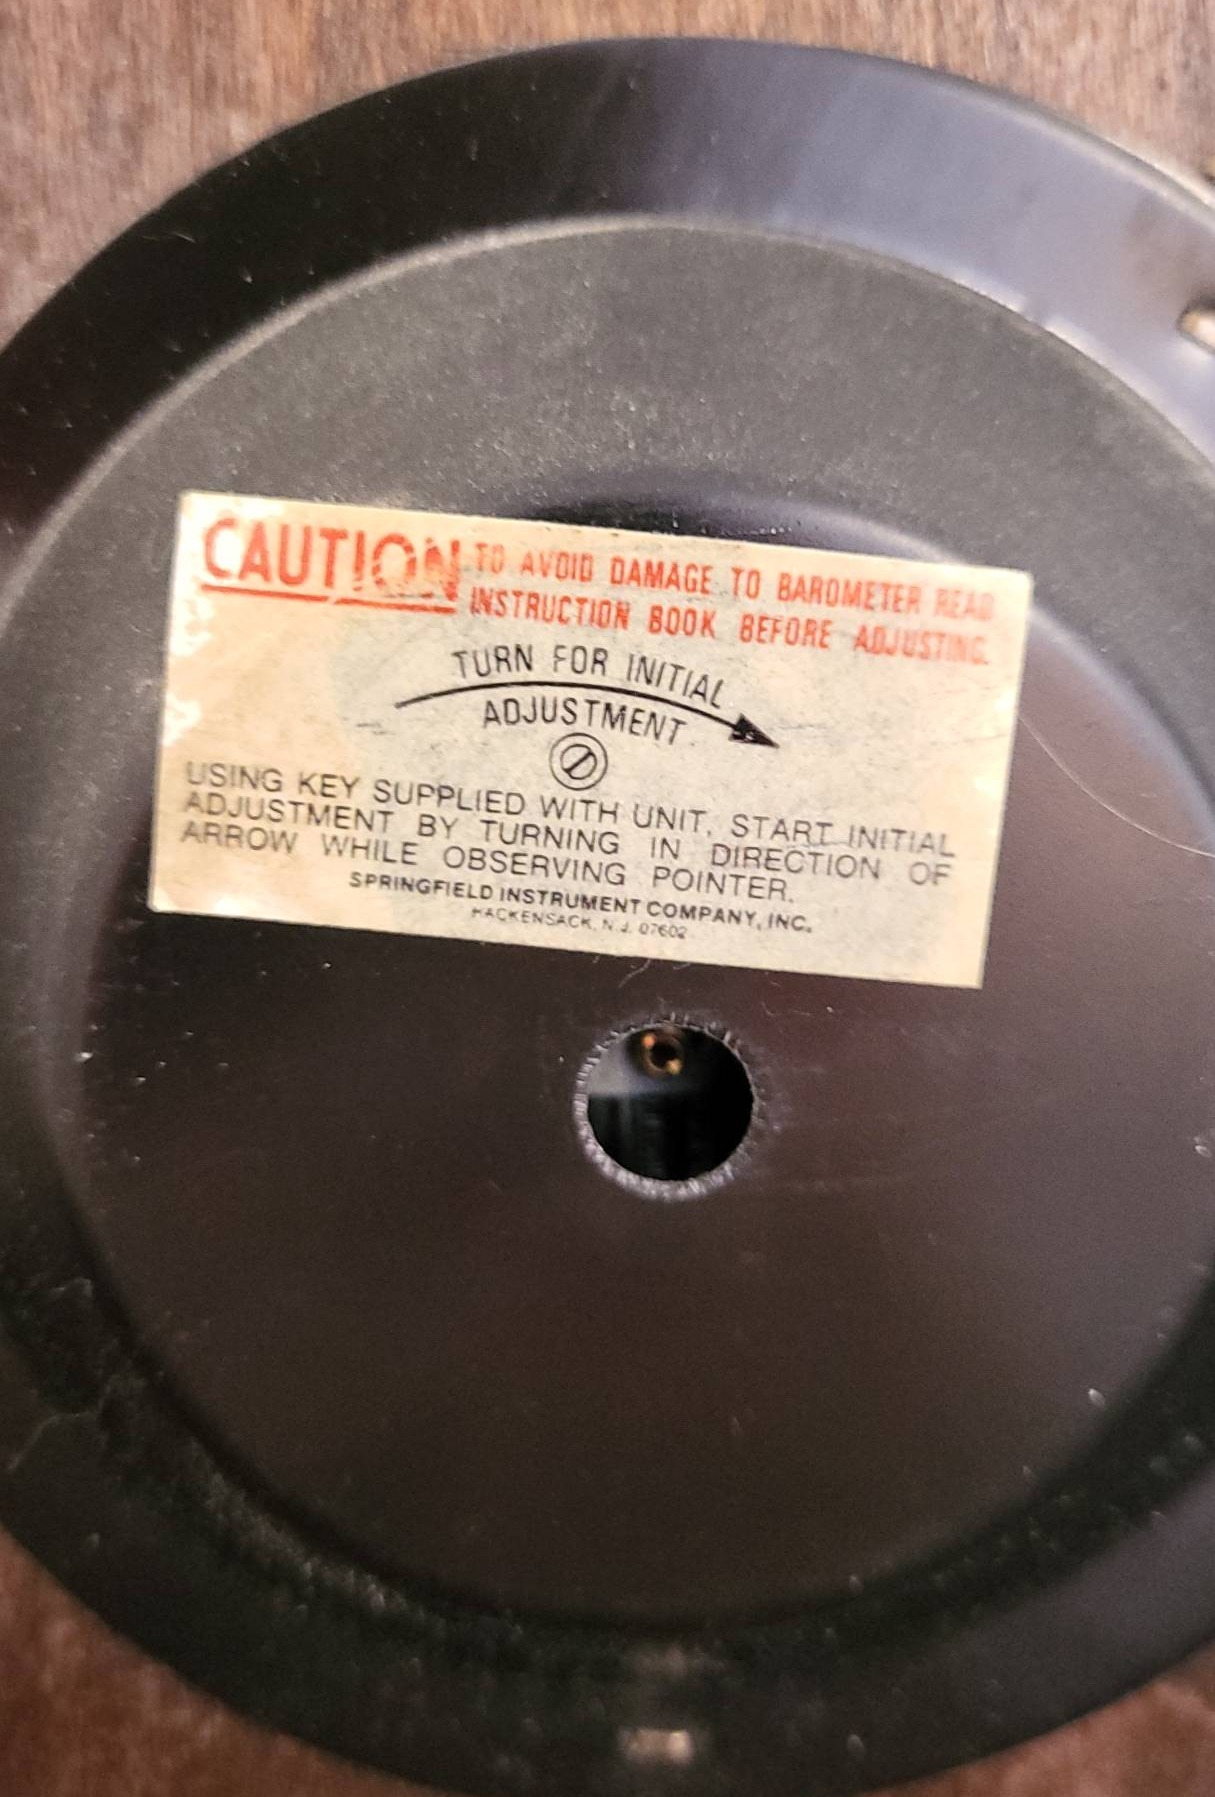 CAUTION TO AVOID DAMAGE TO BAROMETER READ
INSTRUCTION BOOK BEFORE ADJUSTING.
TURN FOR INITIAL
ADJUSTMENT
USING KEY SUPPLIED WITH UNIT, START INITIAL
ADJUSTMENT BY TURNING IN DIRECTION OF
ARROW WHILE OBSERVING POINTER.
SPRINGFIELD INSTRUMENT COMPANY, INC.
HACKENSACK, N.J. 07602